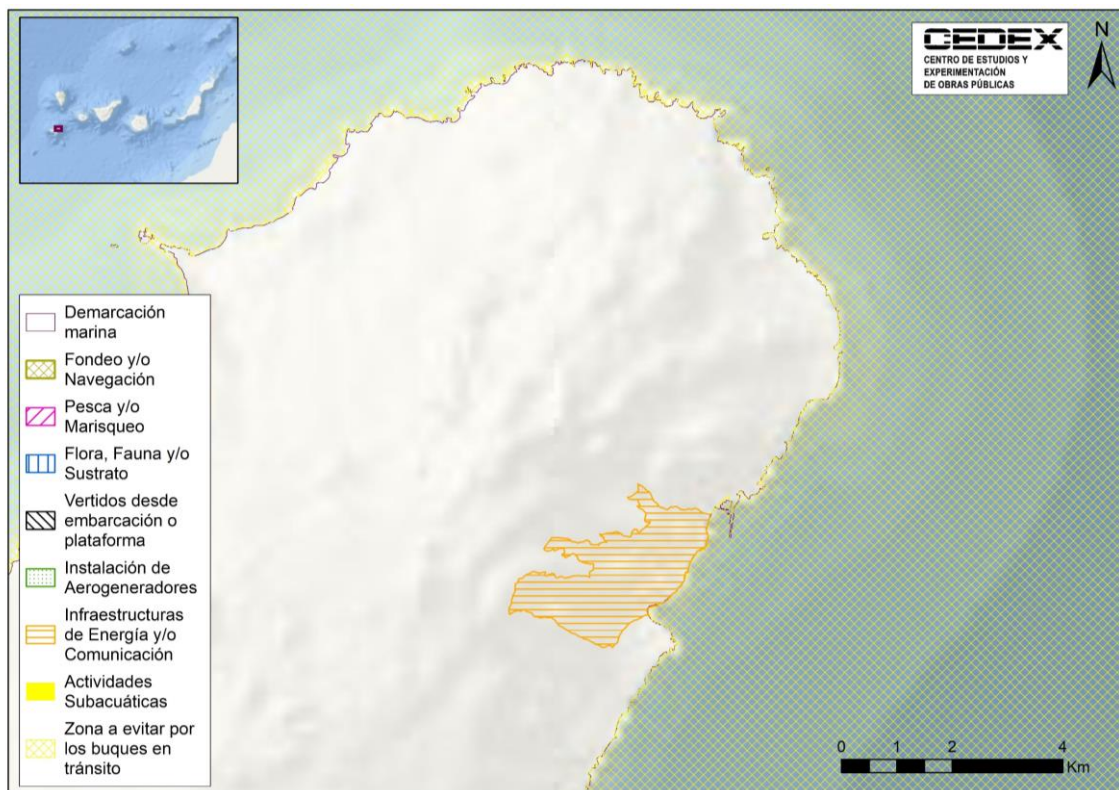 CEDEX
CENTRO DE ESTUDIOS Y
EXPERIMENTACIÓN
DE OBRAS PÚBLICAS
N
Demarcación
marina
Fondeo y/o
Navegación
Pesca y/o
Marisqueo
Flora, Fauna y/o
Sustrato
Vertidos desde
embarcación o
plataforma
Instalación de
Aerogeneradores
Infraestructuras
de Energía y/o
Comunicación
Actividades
Subacuáticas
Zona a evitar por
los buques en
tránsito
0 1 2 4
Km